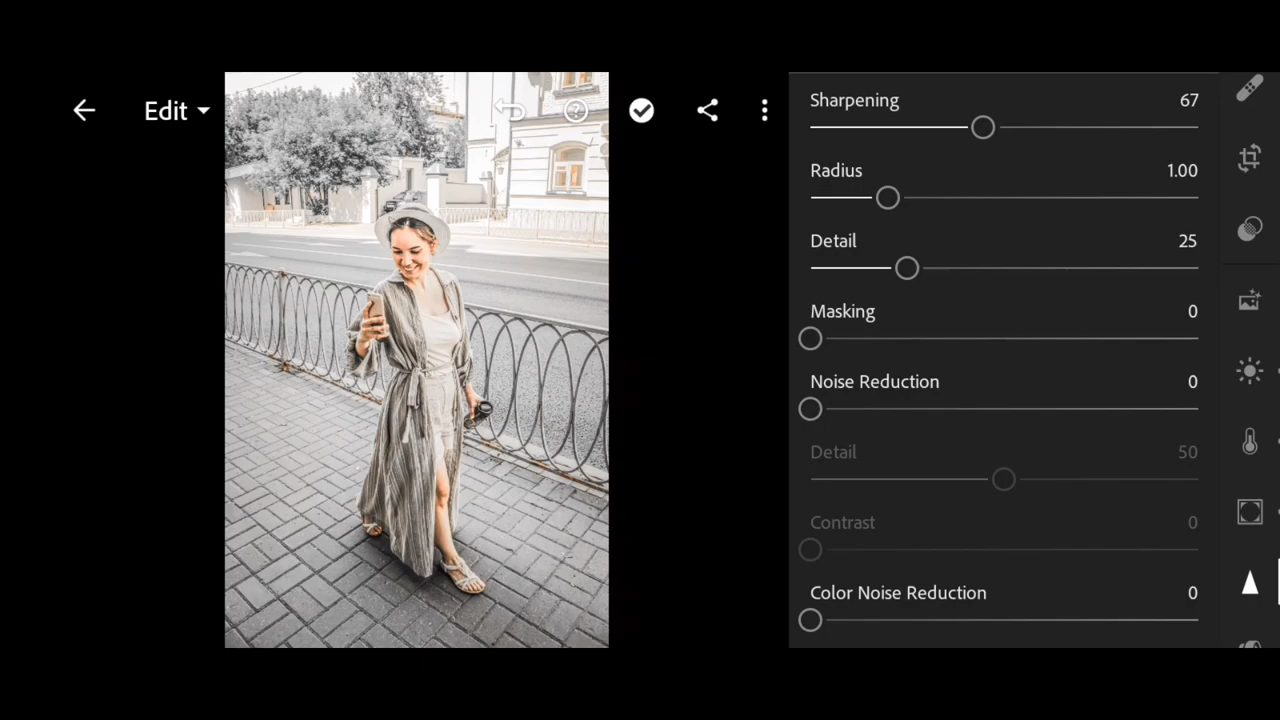 Edit
Sharpening 67
Radius 1.00
Detail 25
Masking 0
Noise Reduction 0
Detail 50
Contrast 0
Color Noise Reduction 0